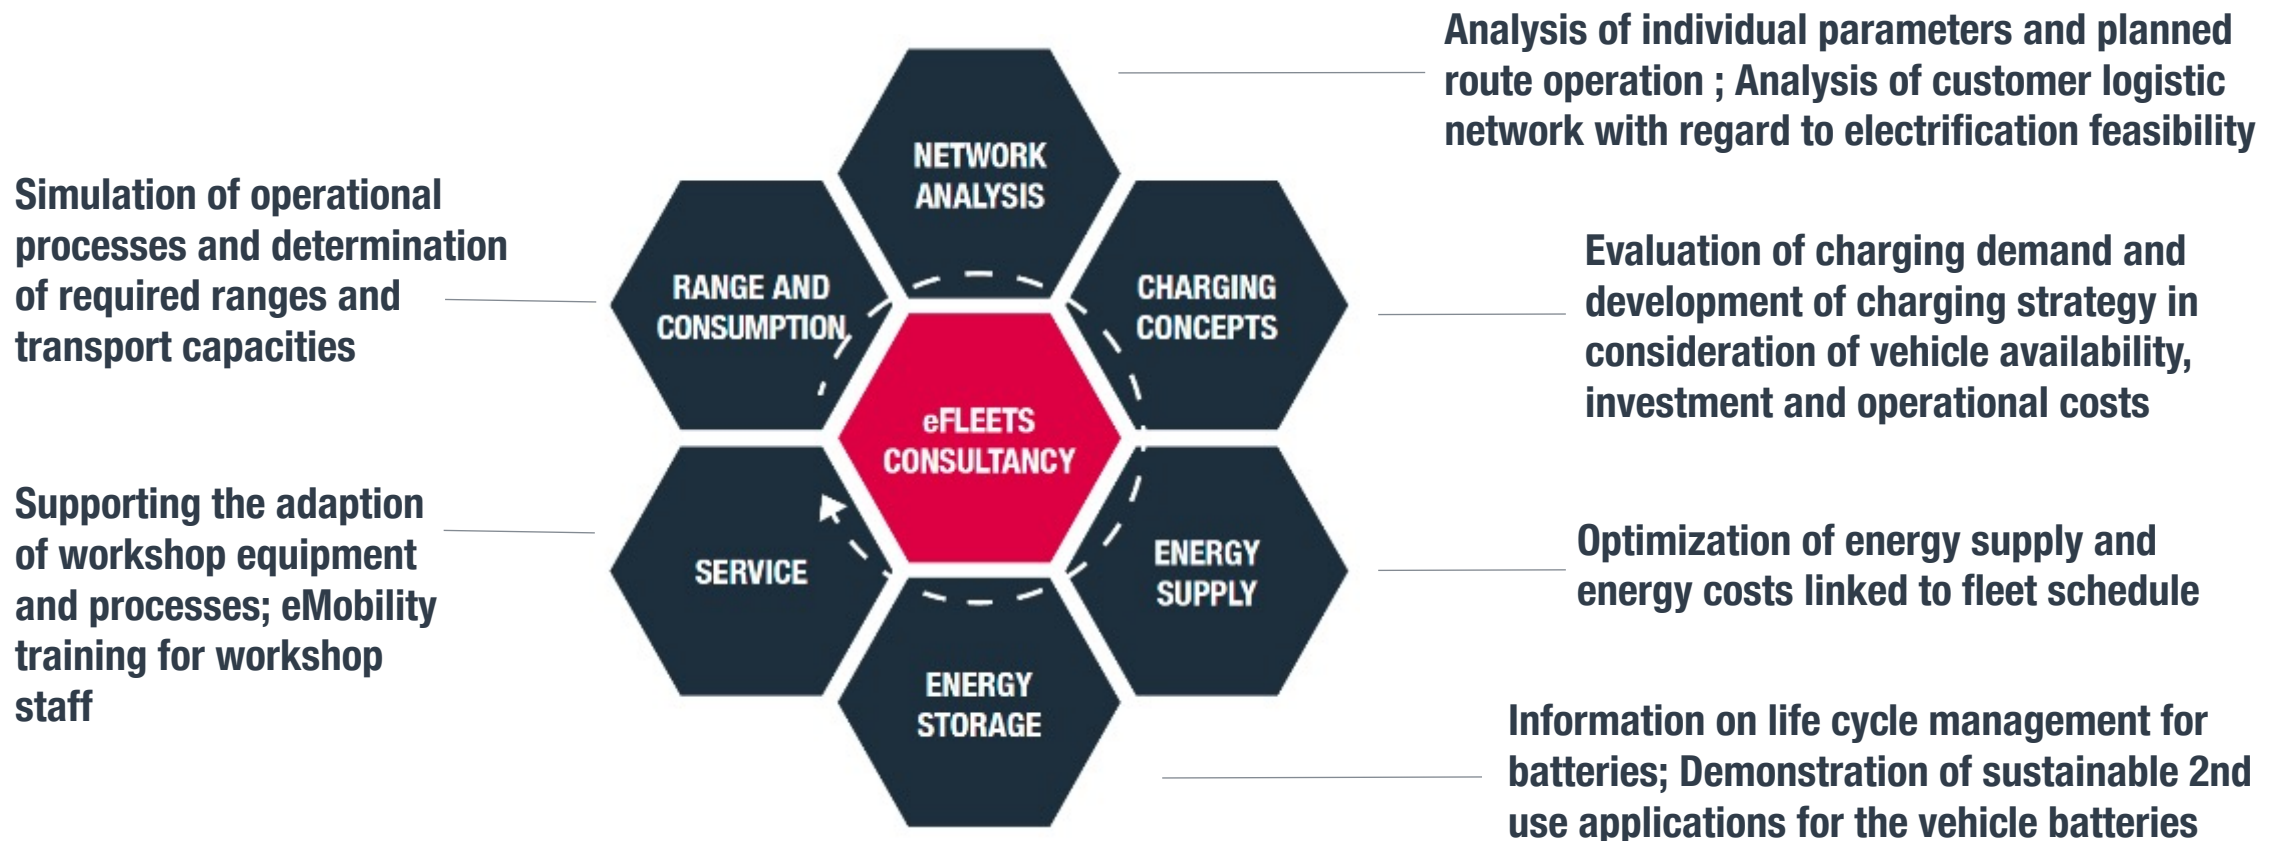 Analysis of individual parameters and planned
route operation ; Analysis of customer logistic
network with regard to electrification feasibility
NETWORK
ANALYSIS
Simulation of operational
processes and determination
of required ranges and
transport capacities
RANGE AND
CONSUMPTION
CHARGING
CONCEPTS
Evaluation of charging demand and
development of charging strategy in
consideration of vehicle availability,
investment and operational costs
eFLEETS
CONSULTANCY
Supporting the adaption
of workshop equipment
and processes; eMobility
training for workshop
staff
SERVICE
ENERGY
SUPPLY
Optimization of energy supply and
energy costs linked to fleet schedule
ENERGY
STORAGE
Information on life cycle management for
batteries; Demonstration of sustainable 2nd
use applications for the vehicle batteries